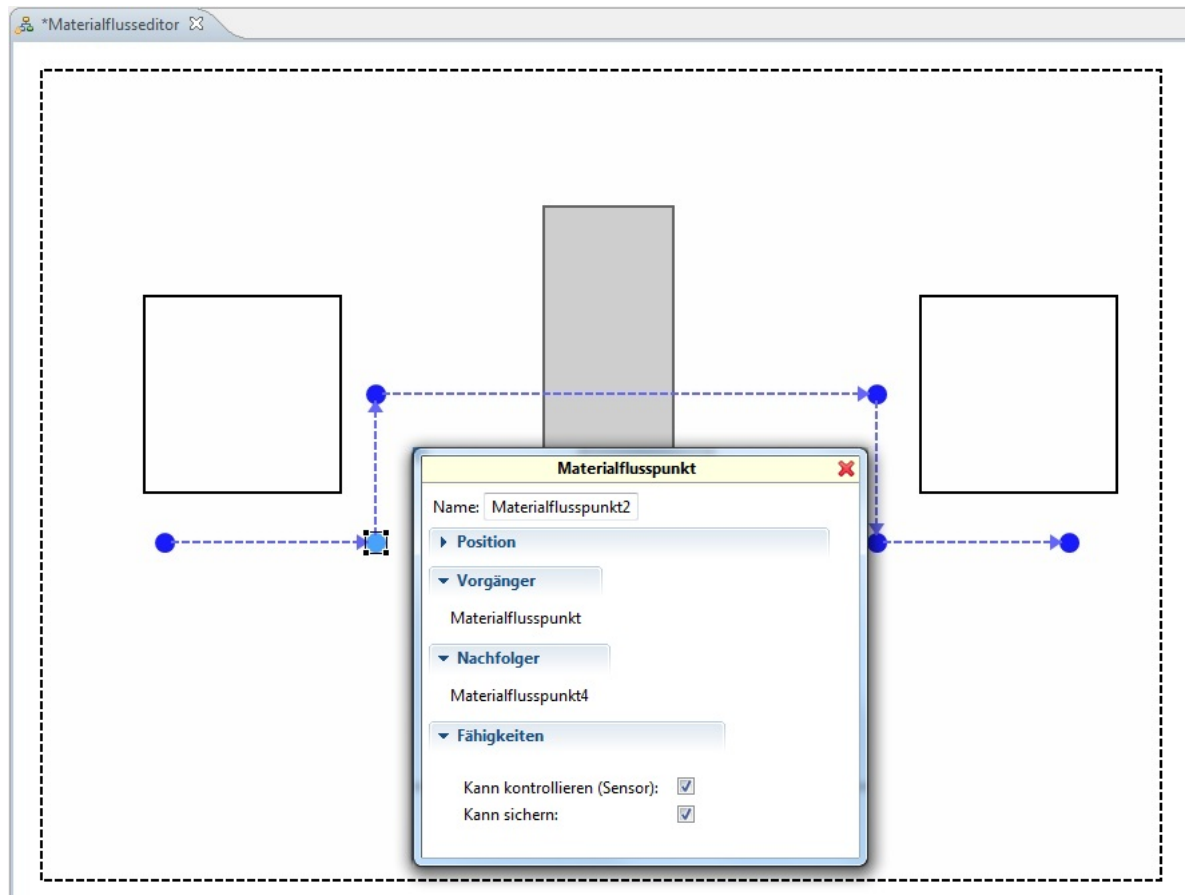 *Materialflusseditor
Materialflusspunkt
Name: Materialflusspunkt2
Position
Vorgänger
Materialflusspunkt
Nachfolger
Materialflusspunkt4
Fähigkeiten
Kann kontrollieren (Sensor):
Kann sichern: